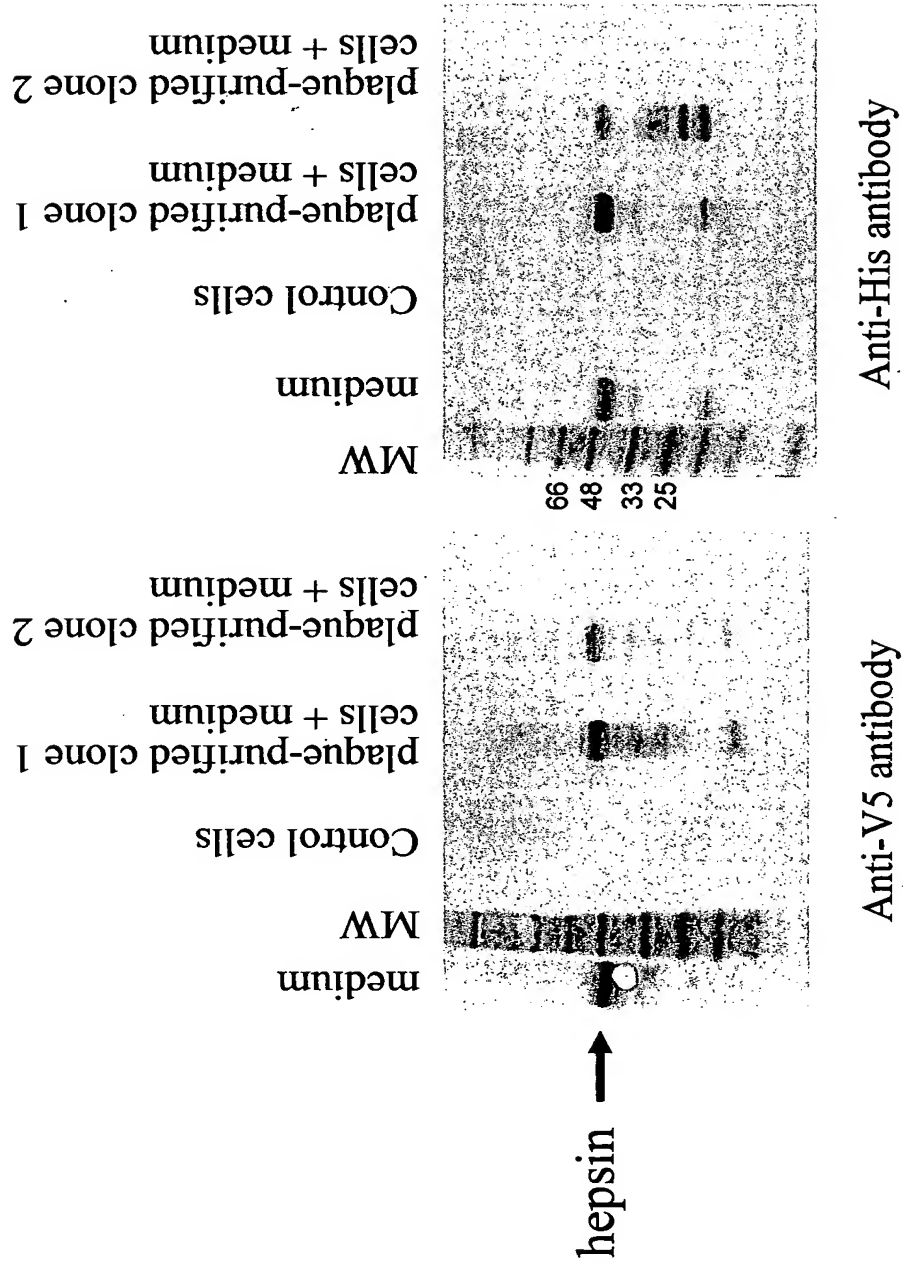 medium
MW
Control cells
plaque-purified clone 1
cells + medium
plaque-purified clone 2
cells + medium
MW
medium
Control cells
plaque-purified clone 1
cells + medium
plaque-purified clone 2
cells + medium
hepsin
66
48
33
25
Anti-V5 antibody
Anti-His antibody